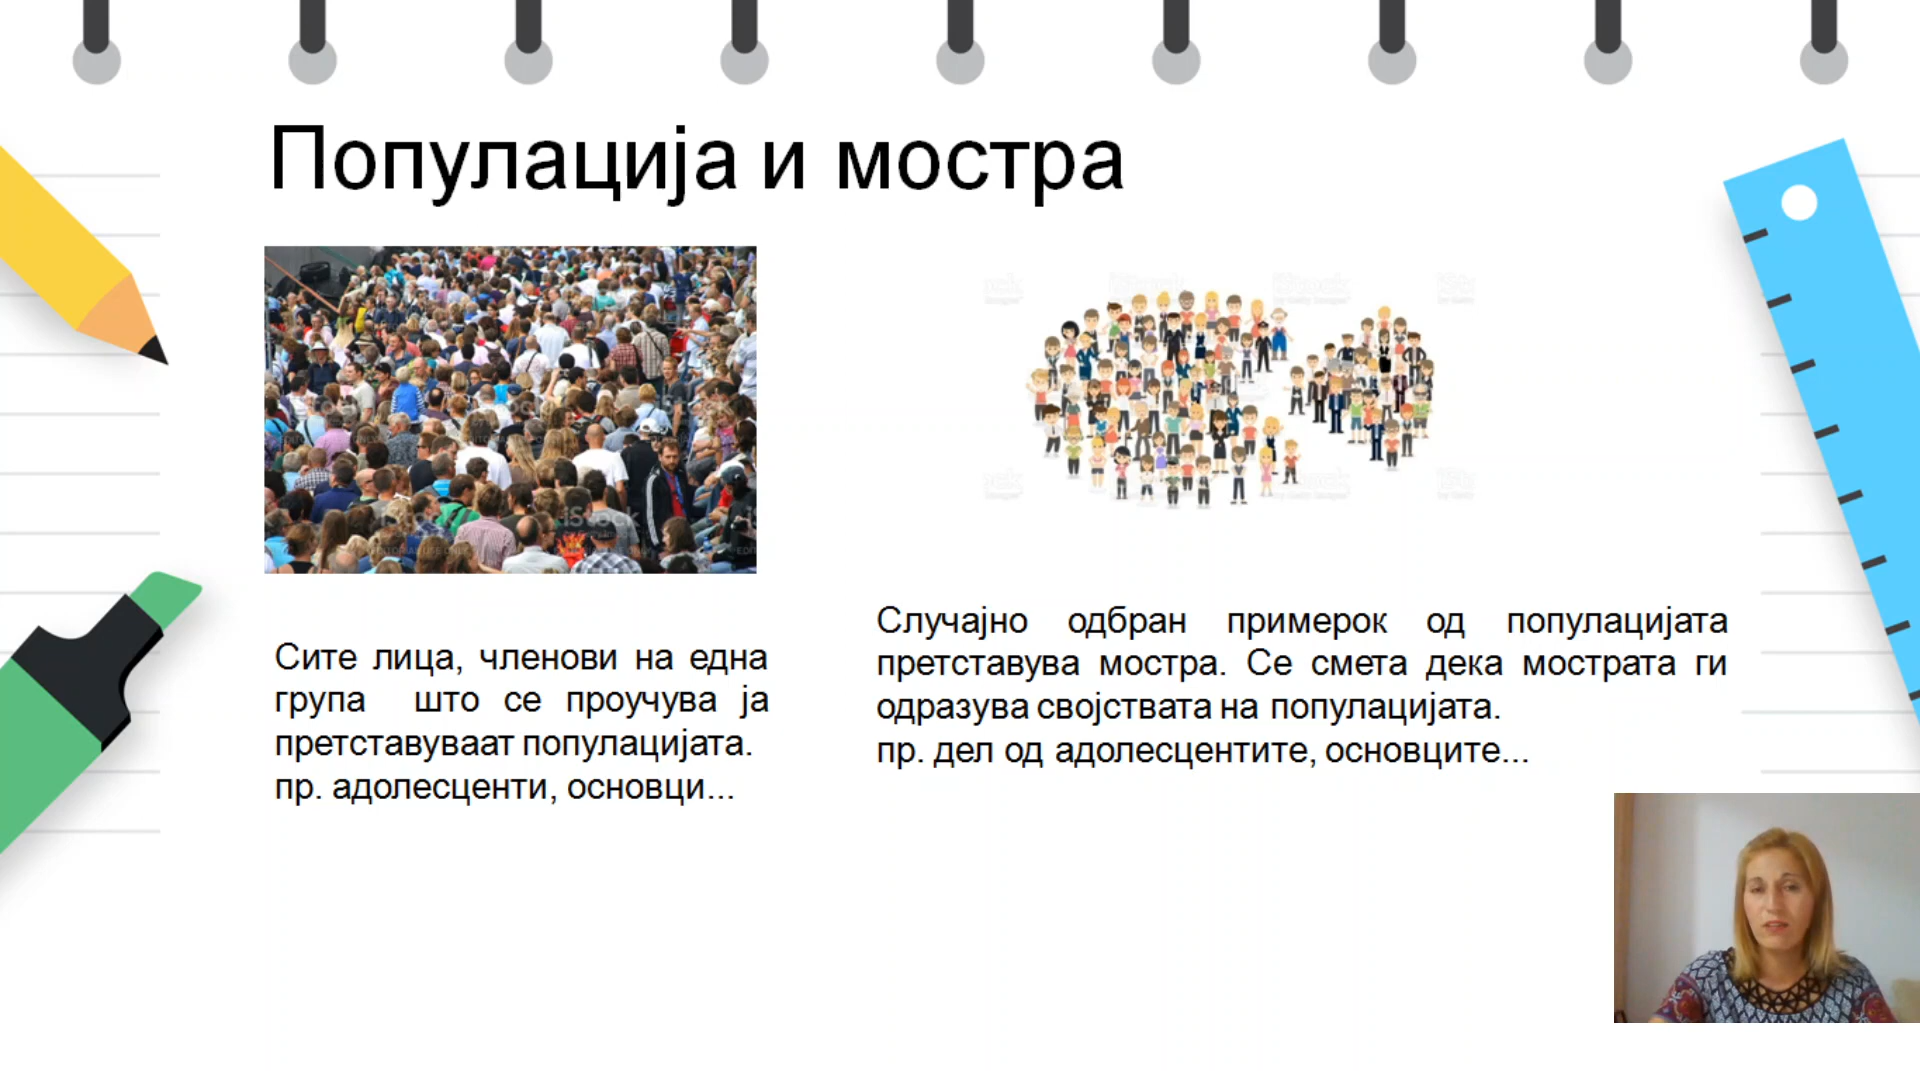 Популација и мостра
iStock
Сите лица, членови на една
група што се проучува ја
претставуваат популацијата.
пр. адолесценти, основци...
Случајно одбран примерок од популацијата
претставува мостра. Се смета дека мострата ги
одразува својствата на популацијата.
пр. дел од адолесцентите, основците...